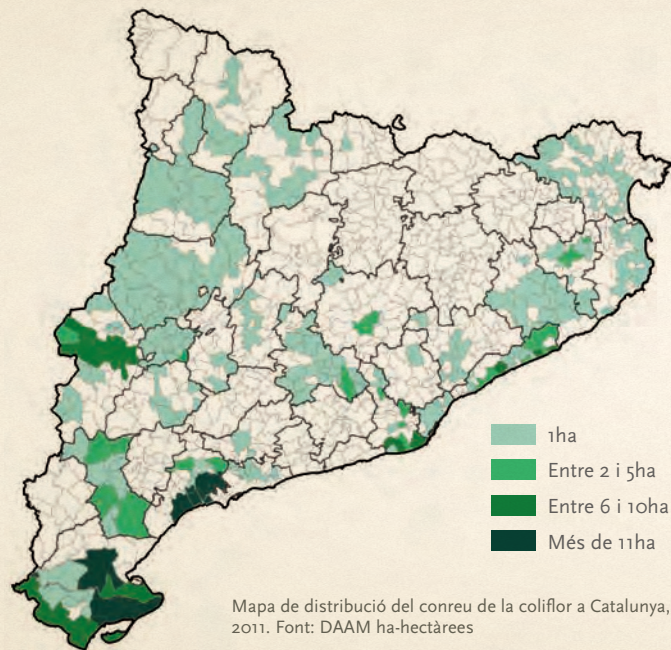 1ha
Entre 2 i 5ha
Entre 6 i 10ha
Més de 11ha
Mapa de distribució del conreu de la coliflor a Catalunya,
2011. Font: DAAM ha-hectàrees